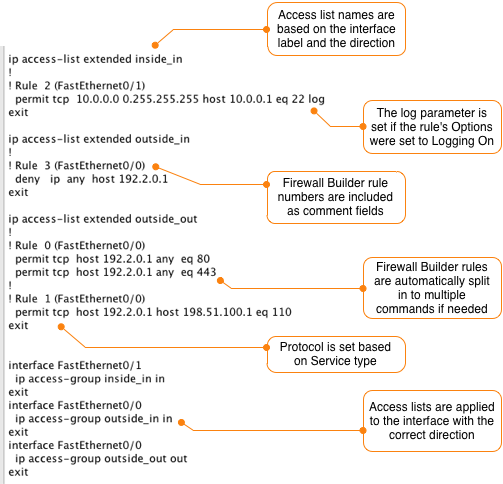 Access list names are
based on the interface
label and the direction
ip access-list extended inside_in
!
! Rule  2 (FastEthernet0/1)
  permit tcp  10.0.0.0 0.255.255.255 host 10.0.0.1 eq 22 log
exit
The log parameter is
set if the rule's Options
were set to Logging On
ip access-list extended outside_in
!
! Rule  3 (FastEthernet0/0)
  deny   ip  any  host 192.2.0.1
exit
Firewall Builder rule
numbers are included
as comment fields
ip access-list extended outside_out
!
! Rule  0 (FastEthernet0/0)
  permit tcp  host 192.2.0.1 any  eq 80
  permit tcp  host 192.2.0.1 any  eq 443
!
! Rule  1 (FastEthernet0/0)
  permit tcp  host 192.2.0.1 host 198.51.100.1 eq 110
exit
Firewall Builder rules
are automatically split
in to multiple
commands if needed
Protocol is set based
on Service type
interface FastEthernet0/1
  ip access-group inside_in in
exit
interface FastEthernet0/0
  ip access-group outside_in in
exit
interface FastEthernet0/0
  ip access-group outside_out out
exit
Access lists are applied
to the interface with the
correct direction